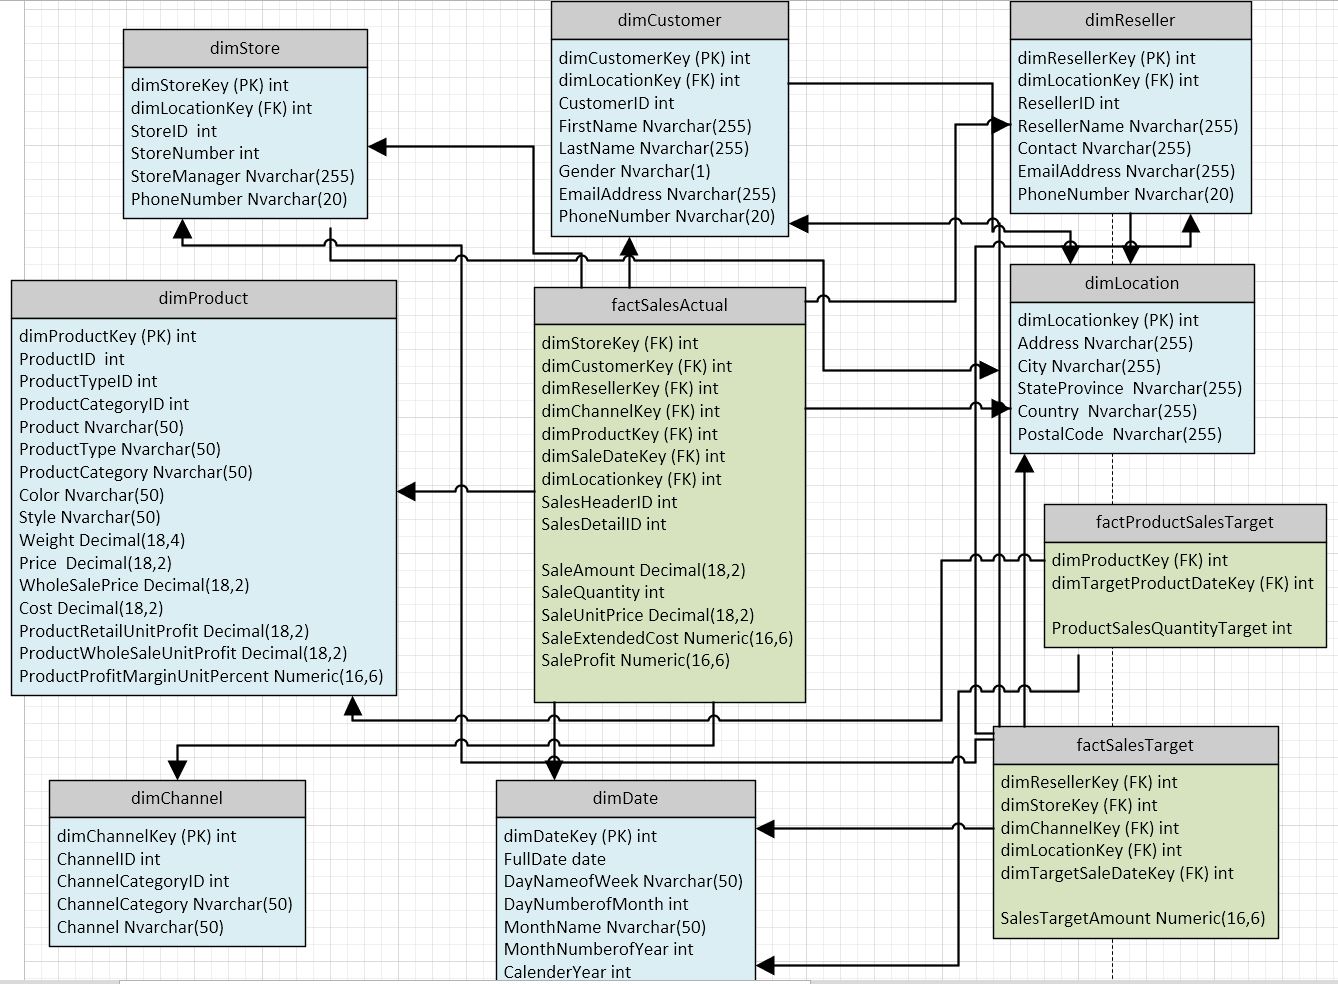 dimStore
dimStoreKey (PK) int
dimLocationKey (FK) int
StoreID  int
StoreNumber int
StoreManager Nvarchar(255)
PhoneNumber Nvarchar(20)
dimCustomer
dimCustomerKey (PK) int
dimLocationKey (FK) int
CustomerID int
FirstName Nvarchar(255)
LastName Nvarchar(255)
Gender Nvarchar(1)
EmailAddress Nvarchar(255)
PhoneNumber Nvarchar(20)
dimReseller
dimResellerKey (PK) int
dimLocationKey (FK) int
ResellerID int
ResellerName Nvarchar(255)
Contact Nvarchar(255)
EmailAddress Nvarchar(255)
PhoneNumber Nvarchar(20)
dimProduct
dimProductKey (PK) int
ProductID  int
ProductTypeID int
ProductCategoryID int
Product Nvarchar(50)
ProductType Nvarchar(50)
ProductCategory Nvarchar(50)
Color Nvarchar(50)
Style Nvarchar(50)
Weight Decimal(18,4)
Price  Decimal(18,2)
WholeSalePrice Decimal(18,2)
Cost Decimal(18,2)
ProductRetailUnitProfit Decimal(18,2)
ProductWholeSaleUnitProfit Decimal(18,2)
ProductProfitMarginUnitPercent Numeric(16,6)
factSalesActual
dimStoreKey (FK) int
dimCustomerKey (FK) int
dimResellerKey (FK) int
dimChannelKey (FK) int
dimProductKey (FK) int
dimSaleDateKey (FK) int
dimLocationkey (FK) int
SalesHeaderID int
SalesDetailID int
SaleAmount Decimal(18,2)
SaleQuantity int
SaleUnitPrice Decimal(18,2)
SaleExtendedCost Numeric(16,6)
SaleProfit Numeric(16,6)
dimLocation
dimLocationkey (PK) int
Address Nvarchar(255)
City Nvarchar(255)
StateProvince  Nvarchar(255)
Country  Nvarchar(255)
PostalCode  Nvarchar(255)
factProductSalesTarget
dimProductKey (FK) int
dimTargetProductDateKey (FK) int
ProductSalesQuantityTarget int
dimChannel
dimChannelKey (PK) int
ChannelID int
ChannelCategoryID int
ChannelCategory Nvarchar(50)
Channel Nvarchar(50)
dimDate
dimDateKey (PK) int
FullDate date
DayNameofWeek Nvarchar(50)
DayNumberofMonth int
MonthName Nvarchar(50)
MonthNumberofYear int
CalenderYear int
factSalesTarget
dimResellerKey (FK) int
dimStoreKey (FK) int
dimChannelKey (FK) int
dimLocationKey (FK) int
dimTargetSaleDateKey (FK) int
SalesTargetAmount Numeric(16,6)